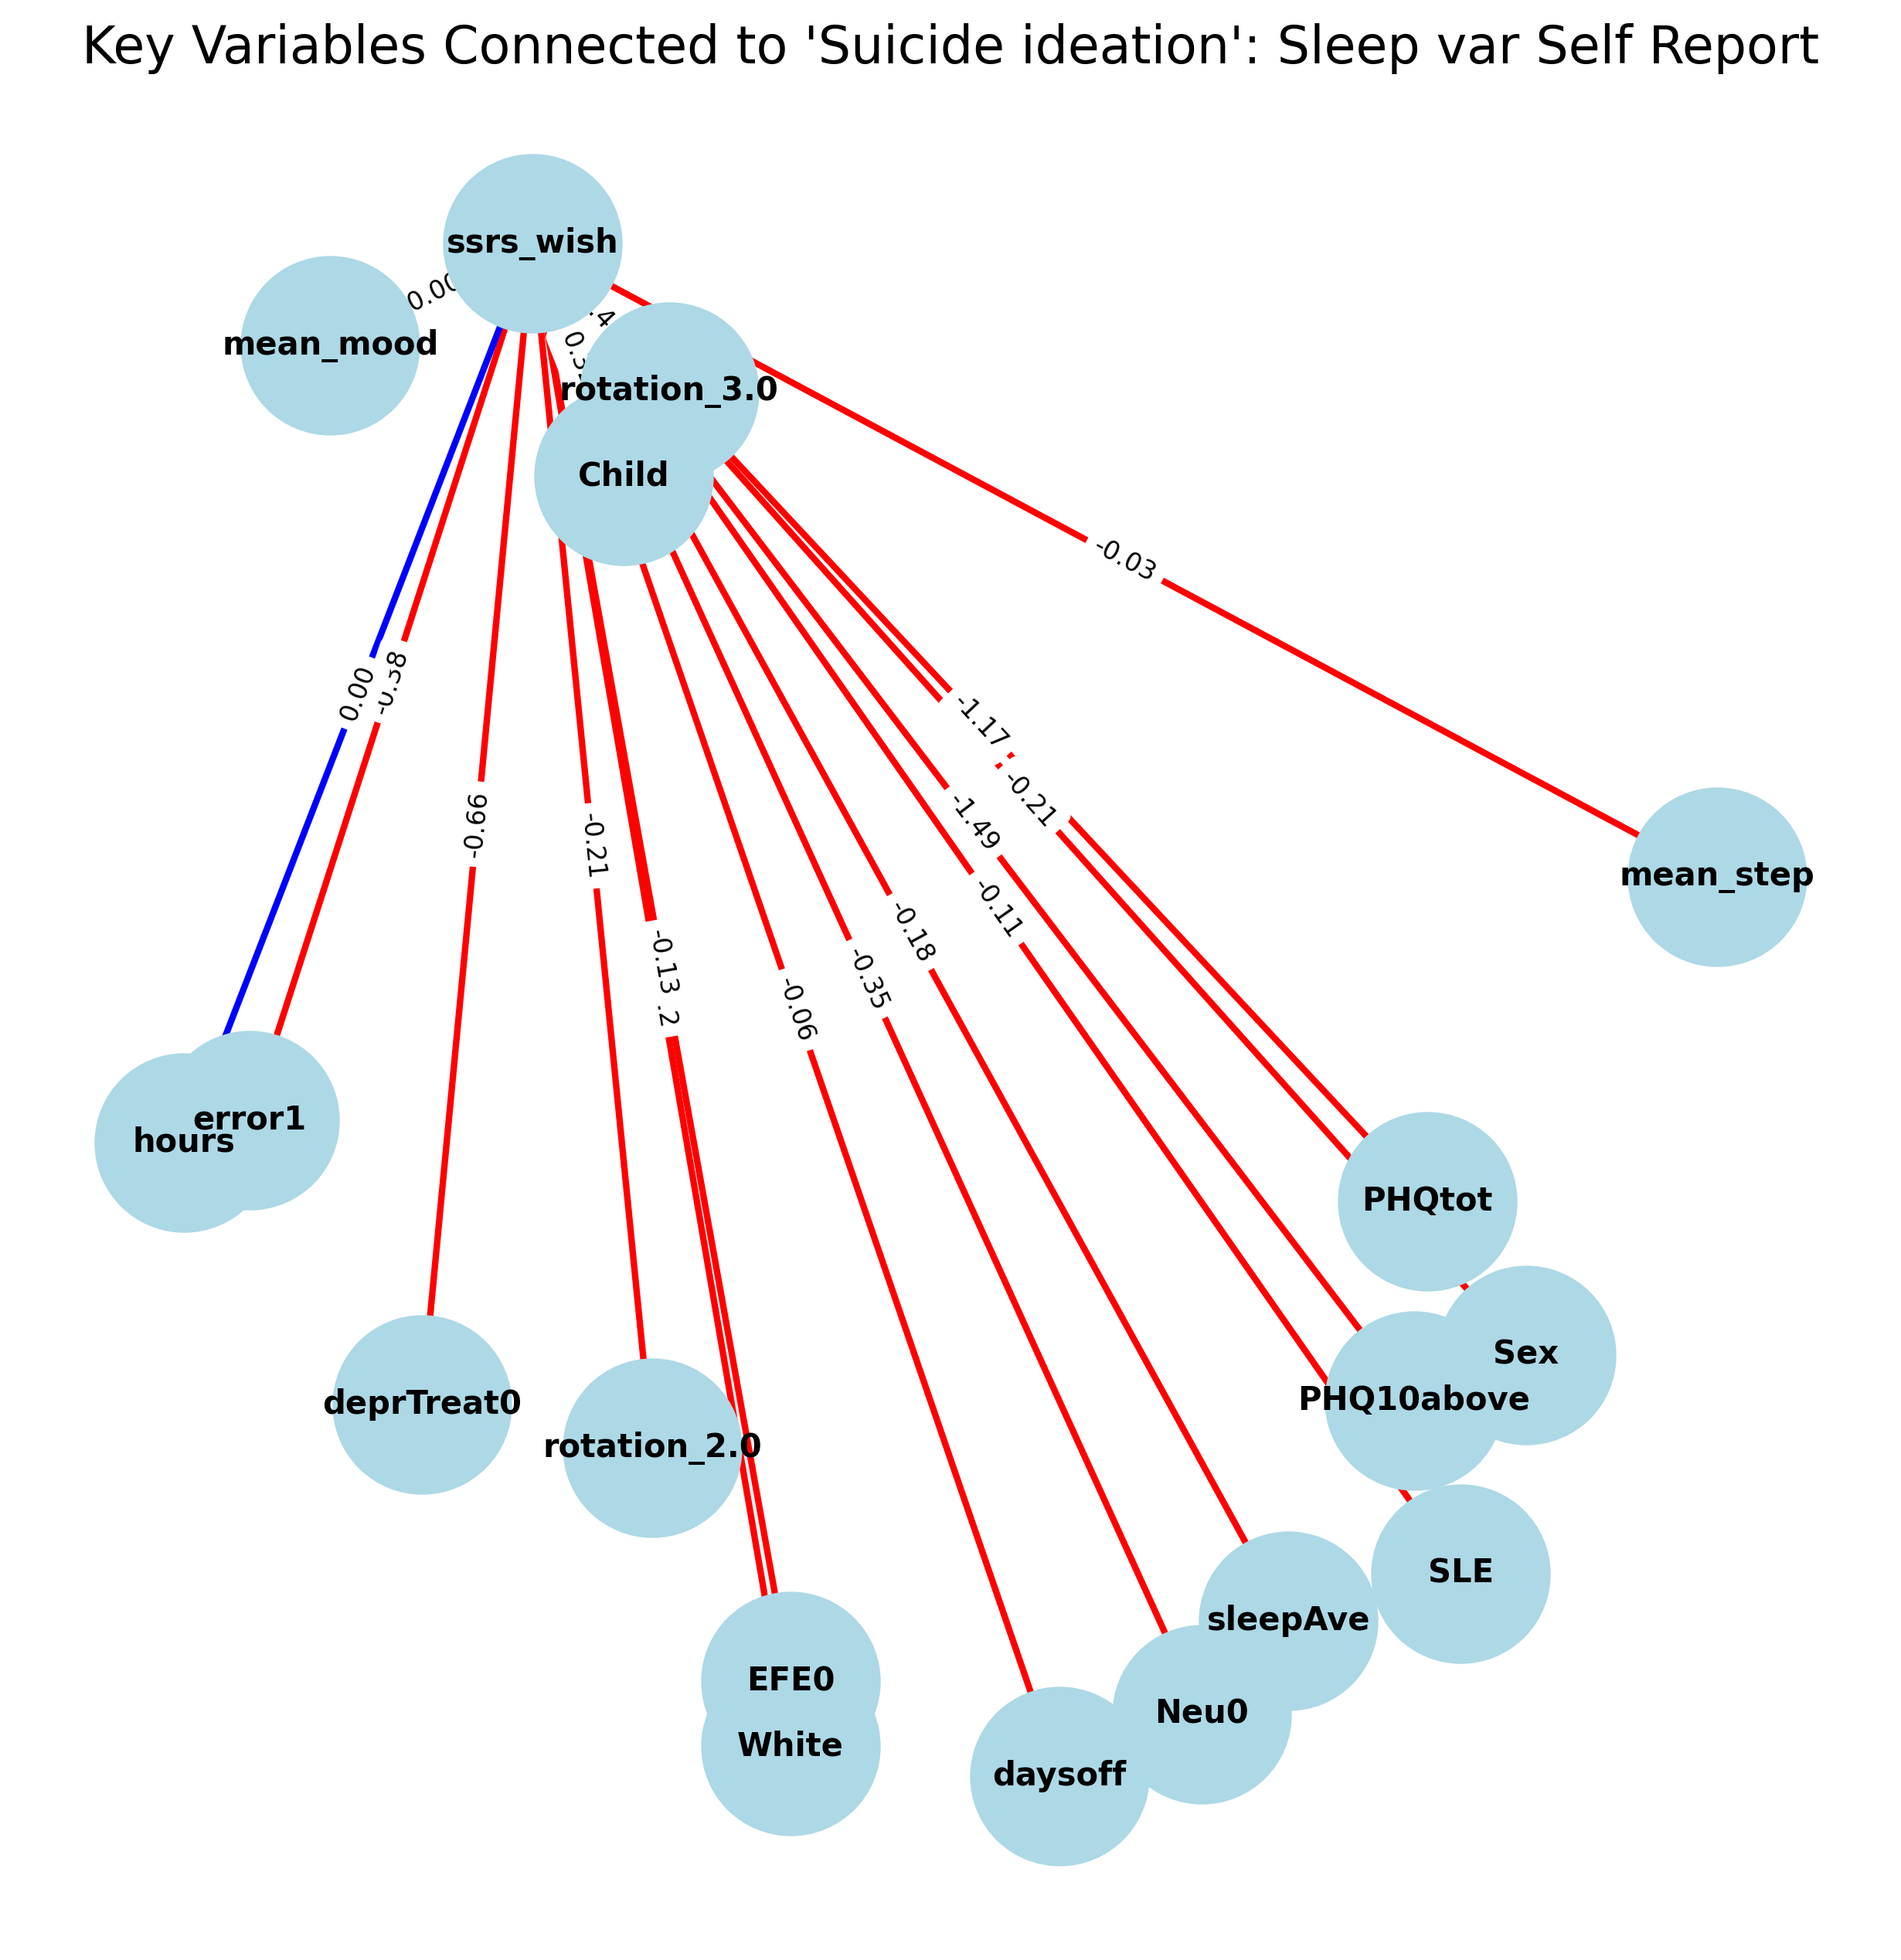 Key Variables Connected to 'Suicide ideation': Sleep var Self Report
ssrs_wish
0.00
mean_mood
rotation_3.0
Child
-0.03
0.00
-0.38
-1.17
-0.21
-1.49
-0.66
-0.21
-0.11
-0.18
-0.13
.2
-0.35
-0.06
mean_step
error1
hours
PHQtot
Sex
PHQ10above
deprTreat0
rotation_2.0
SLE
sleepAve
EFE0
Neu0
White
daysoff